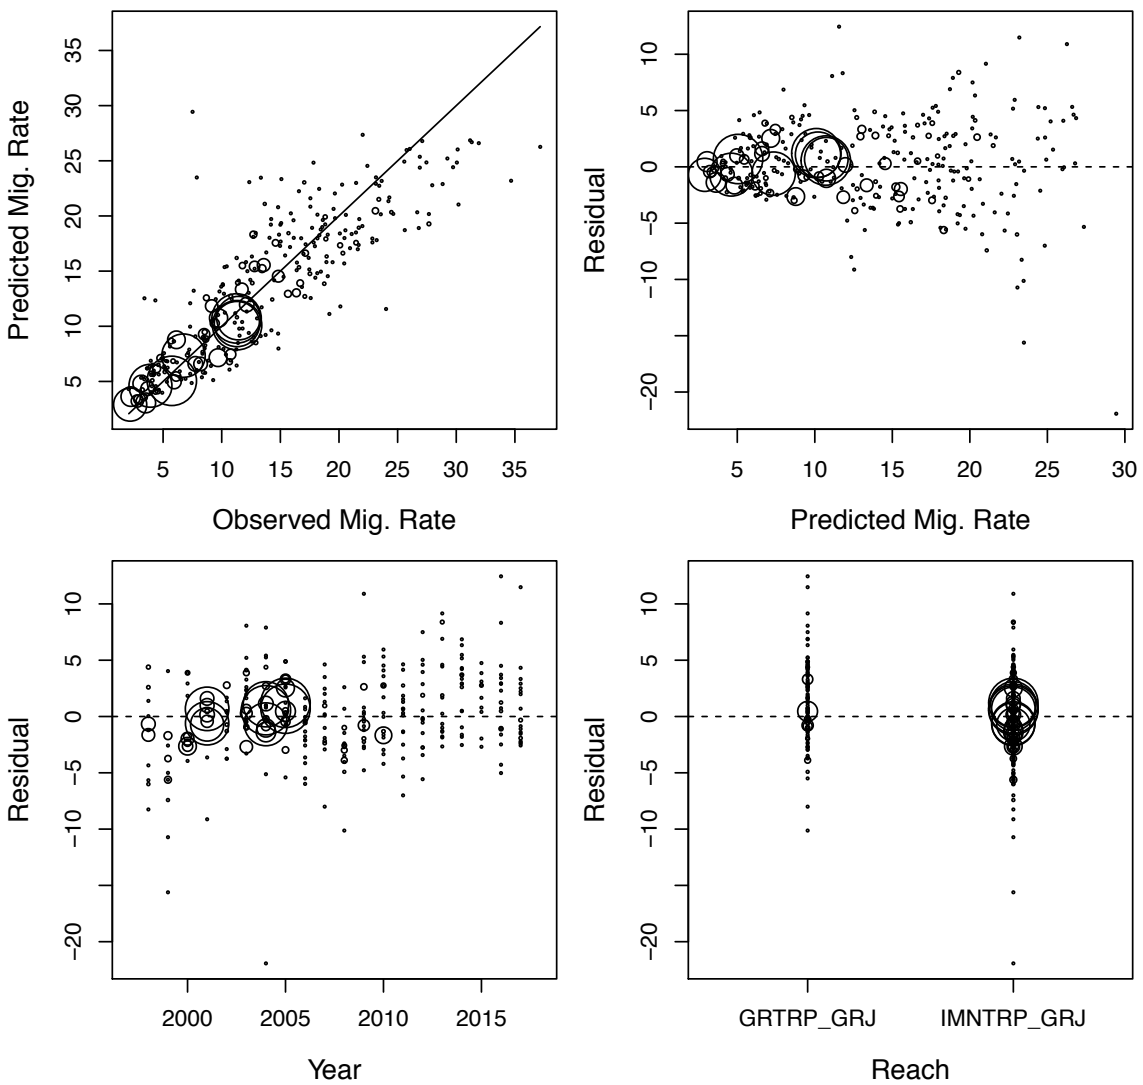 35
30
25
20
15
10
5
Predicted Mig. Rate
5 10 15 20 25 30 35
Observed Mig. Rate
10
5
0
−5
−10
−20
Residual
5 10 15 20 25 30
Predicted Mig. Rate
10
5
0
−5
−10
−20
Residual
2000 2005 2010 2015
Year
10
5
0
−5
−10
−20
Residual
GRTRP_GRJ IMNTRP_GRJ
Reach